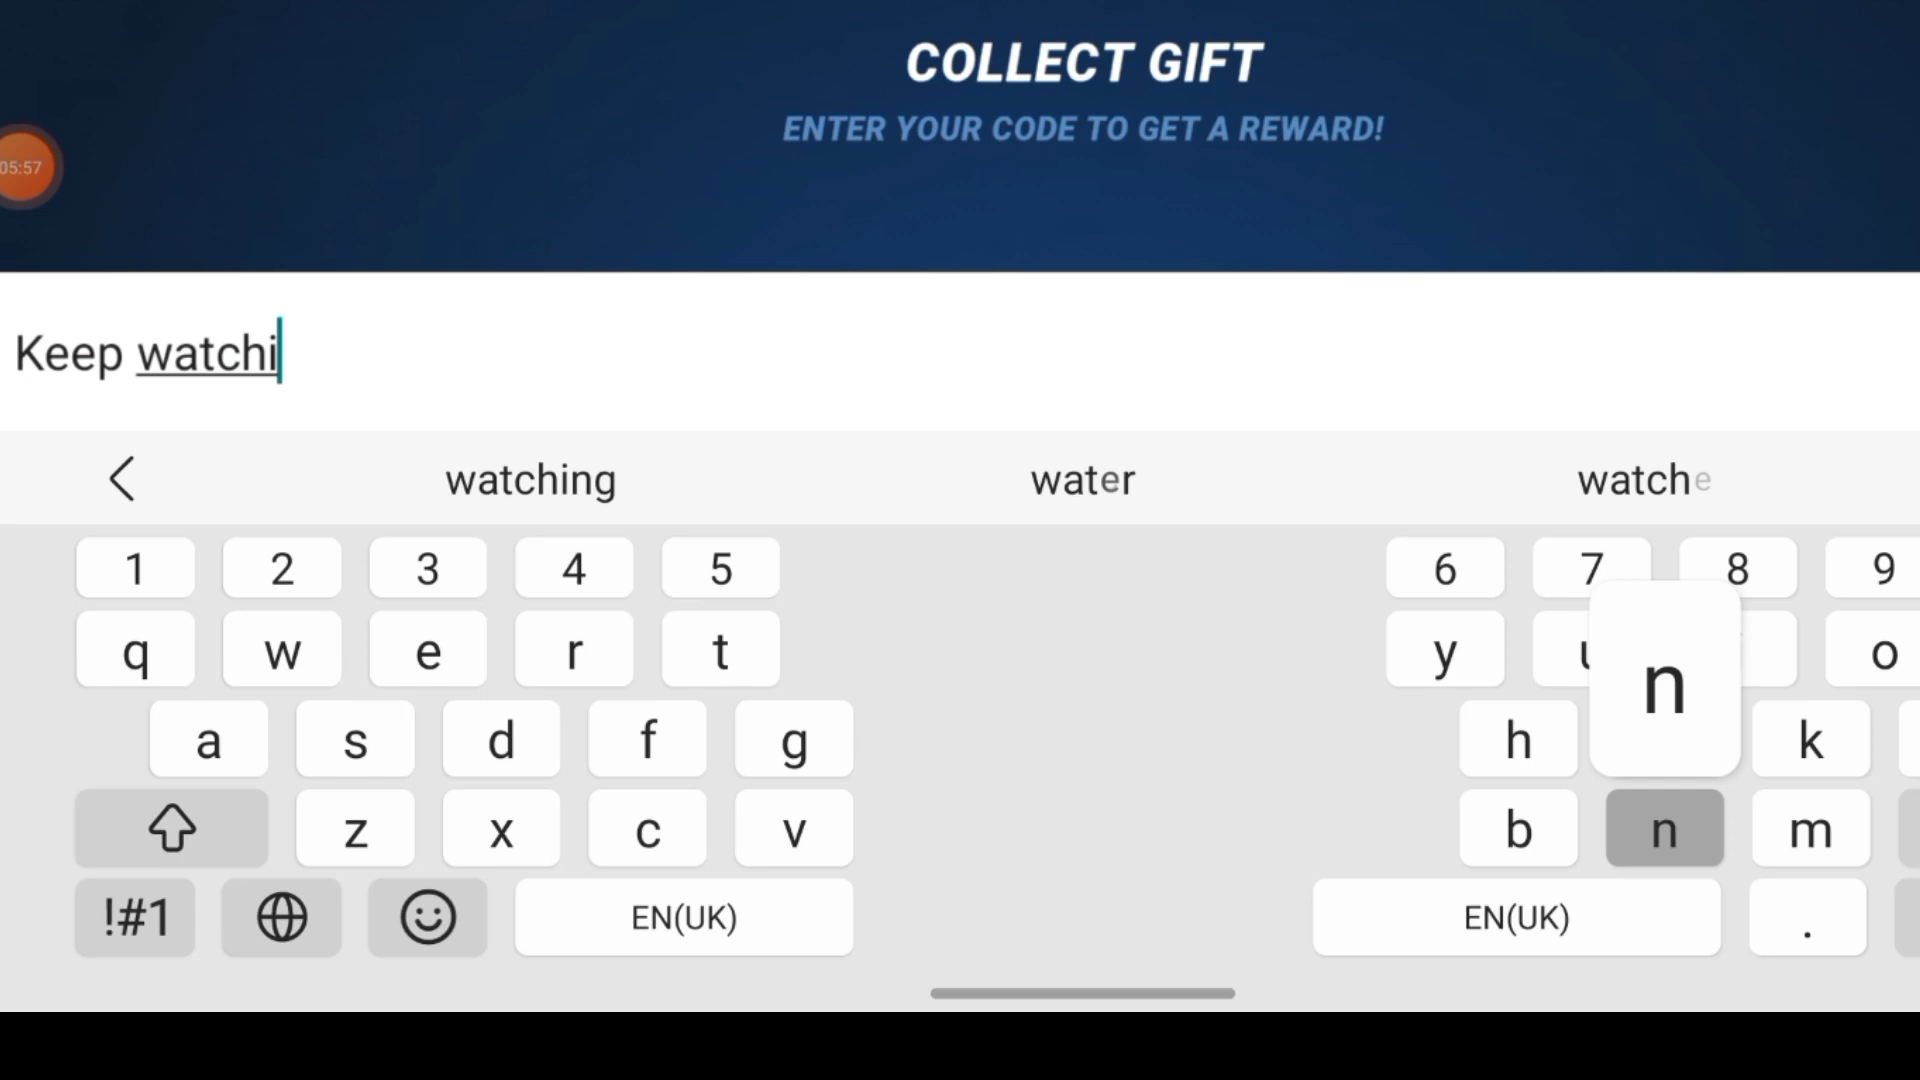 COLLECT GIFT
ENTER YOUR CODE TO GET A REWARD!
05:57
Keep watchi
watching water watche
1 2 3 4 5 6 7 8 9
q w e r t y u o
n
a s d f g h k
z x c v b n m
!#1 EN(UK) EN(UK) .